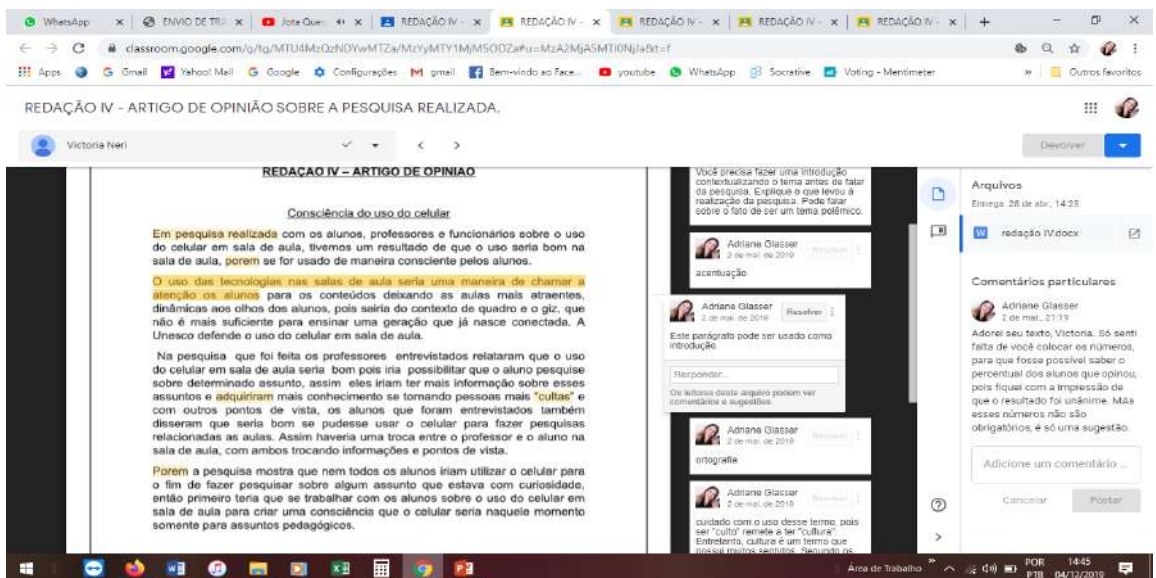 WhatsApp
ENVIO DE TR
Jota Ques
REDAÇÃO IV -
REDAÇÃO IV -
REDAÇÃO IV -
REDAÇÃO IV -
REDAÇÃO IV -
classroom.google.com/g/tg/
Apps
Gmail
Yahoo! Mail
Google
Configurações
gmail
Bem-vindo ao Face...
youtube
WhatsApp
Socrative
Voting - Mentimeter
Outros favoritos
REDAÇÃO IV - ARTIGO DE OPINIÃO SOBRE A PESQUISA REALIZADA.
Victoria Neri
Devolver
REDAÇÃO IV – ARTIGO DE OPINIÃO
Consciência do uso do celular
Em pesquisa realizada com os alunos, professores e funcionários sobre o uso
do celular em sala de aula, tivemos um resultado de que o uso seria bom na
sala de aula, porem se for usado de maneira consciente pelos alunos.
O uso das tecnologias nas salas de aula seria uma maneira de chamar a
atenção os alunos para os conteúdos deixando as aulas mais atraentes,
dinâmicas aos olhos dos alunos, pois sairia do contexto de quadro e o giz, que
não é mais suficiente para ensinar uma geração que já nasce conectada. A
Unesco defende o uso do celular em sala de aula.
Na pesquisa que foi feita os professores entrevistados relataram que o uso
do celular em sala de aula seria bom pois iria possibilitar que o aluno pesquise
sobre determinado assunto, assim eles iriam ter mais informação sobre esses
assuntos e adquiriram mais conhecimento se tornando pessoas mais "cultas" e
com outros pontos de vista, os alunos que foram entrevistados também
disseram que seria bom se pudesse usar o celular para fazer pesquisas
relacionadas as aulas. Assim haveria uma troca entre o professor e o aluno na
sala de aula, com ambos trocando informações e pontos de vista.
Porem a pesquisa mostra que nem todos os alunos iriam utilizar o celular para
o fim de fazer pesquisar sobre algum assunto que estava com curiosidade,
então primeiro teria que se trabalhar com os alunos sobre o uso do celular em
sala de aula para criar uma consciência que o celular seria naquele momento
somente para assuntos pedagógicos.
Você precisa fazer uma introdução
contextualizando o tema antes de falar
da pesquisa. Explique o que levou à
realização da pesquisa. Pode falar
sobre o fato de ser um tema polêmico.
Adriane Glasser
2 de mai. de 2019
Resolver
acentuação
Adriane Glasser
2 de mai. de 2019
Resolver
Este parágrafo pode ser usado como
introdução.
Responder...
Os leitores deste arquivo podem ver
comentários e sugestões.
Adriane Glasser
2 de mai. de 2019
Resolver
ortografia
Adriane Glasser
2 de mai. de 2019
Resolver
cuidado com o uso desse termo, pois
ser "culto" remete a ter "cultura".
Entretanto, cultura é um termo que
possui muitos sentidos. Segundo os
Arquivos
Entrega: 28 de abr., 14:25
redação IV.docx
Comentários particulares
Adriane Glasser
2 de mai., 21:19
Adorei seu texto, Victoria. Só senti
falta de você colocar os números,
para que fosse possível saber o
percentual dos alunos que opinou,
pois fiquei com a impressão de
que o resultado foi unânime. MAs
esses números não são
obrigatórios, é só uma sugestão.
Adicione um comentário ...
Cancelar
Postar
Área de Trabalho
POR
PTB
14:45
04/12/2019